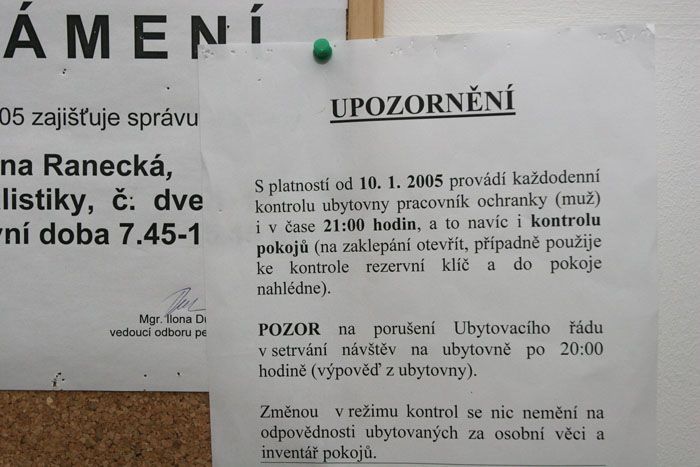 ÁMENÍ
05 zajišťuje správu
na Ranecká,
listiky, č. dve
ní doba 7.45-1
Mgr. Ilona Du
vedoucí odboru pe
UPOZORNĚNÍ
S platností od 10. 1. 2005 provádí každodenní
kontrolu ubytovny pracovník ochranky (muž)
i v čase 21:00 hodin, a to navíc i kontrolu
pokojů (na zaklepání otevřít, případně použije
ke kontrole rezervní klíč a do pokoje
nahlédne).
POZOR na porušení Ubytovacího řádu
v setrvání návštěv na ubytovně po 20:00
hodině (výpověď z ubytovny).
Změnou v režimu kontrol se nic nemění na
odpovědnosti ubytovaných za osobní věci a
inventář pokojů.